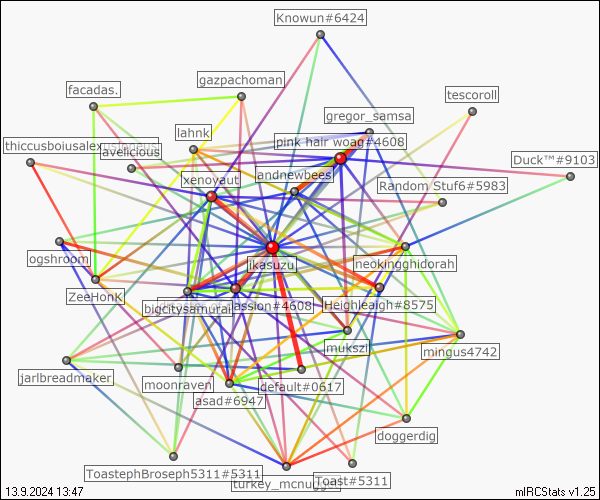 Knowun#6424
gazpachoman
facadas.
tescoroll
gregor_samsa
lahnk
pink hair woag#4608
thiccusboiusalex
avelicious
Duck™#9103
andnewbees
xenoyaut
Random Stuf6#5983
ogshroom
ikasuzu
neokingghidorah
ZeeHonK
bigcitysamurai
assion#4608
Heighleaigh#8575
mukszi
mingus4742
jarlbreadmaker
moonraven
default#0617
asad#6947
doggerdig
ToastephBroseph5311#5311
Toast#5311
turkey_mcnugget
13.9.2024 13:47
mIRCStats v1.25